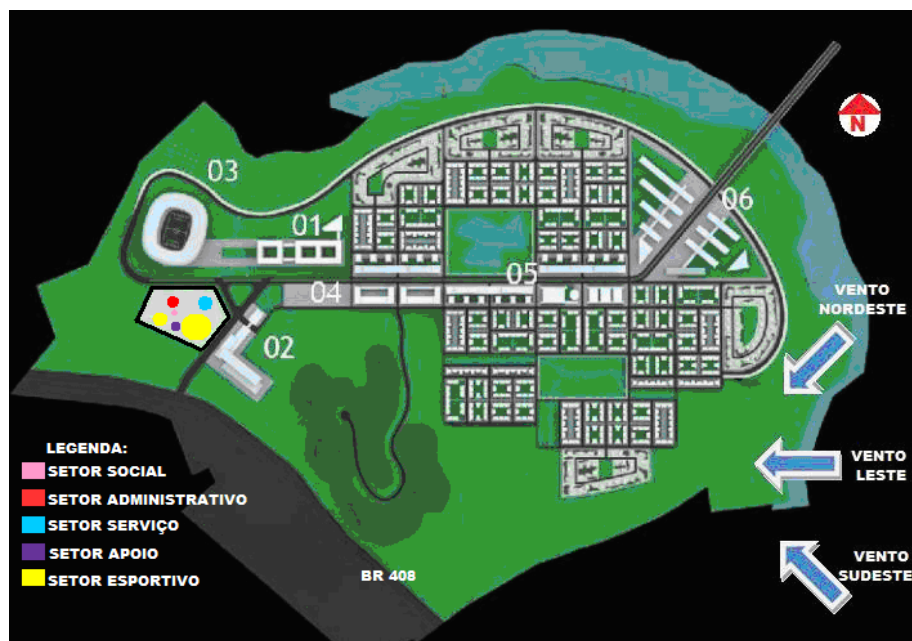 03
N
01
06
05
04
02
VENTO
NORDESTE
VENTO
LESTE
VENTO
SUDESTE
LEGENDA:
SETOR SOCIAL
SETOR ADMINISTRATIVO
SETOR SERVIÇO
SETOR APOIO
SETOR ESPORTIVO
BR 408